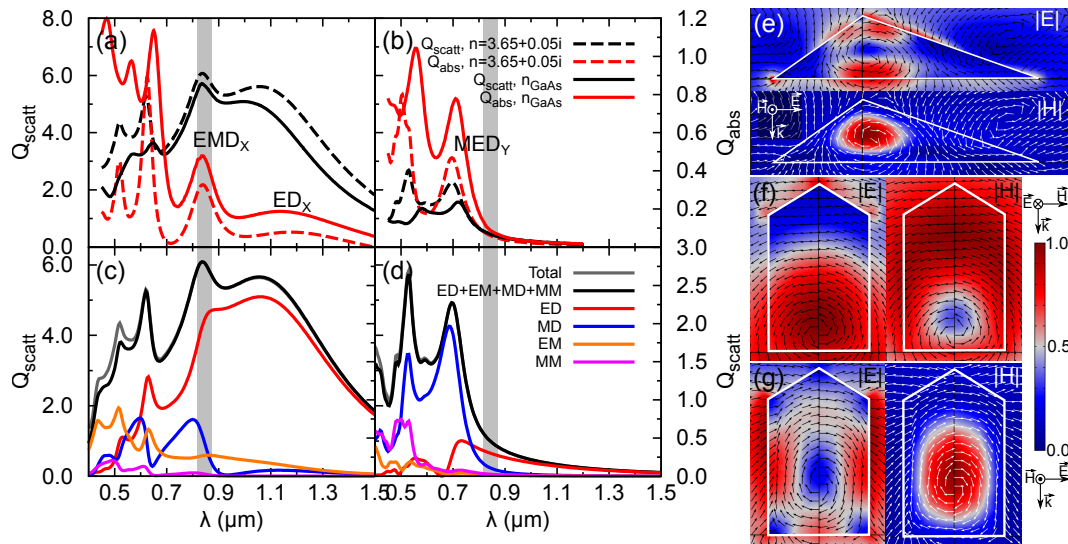 (a)
8.0
6.0
4.0
2.0
0.0
Q_scatt
EMD_X
ED_X
(b)
Q_scatt, n=3.65+0.05i
Q_abs, n=3.65+0.05i
Q_scatt, n_GaAs
Q_abs, n_GaAs
MED_Y
1.2
1.0
0.8
0.6
0.4
0.2
3.0
Q_abs
(c)
6.0
4.0
2.0
0.0
Q_scatt
0.5 0.7 0.9 1.1 1.3 1.5
λ (μm)
(d)
Total
ED+EM+MD+MM
ED
MD
EM
MM
2.5
2.0
1.5
1.0
0.5
0.0
Q_scatt
0.5 0.7 0.9 1.1 1.3 1.5
λ (μm)
(e)
|E|
|H|
H E
k
(f)
|E|
|H|
E H
k
1.0
0.5
0.0
(g)
|E|
|H|
H E
k